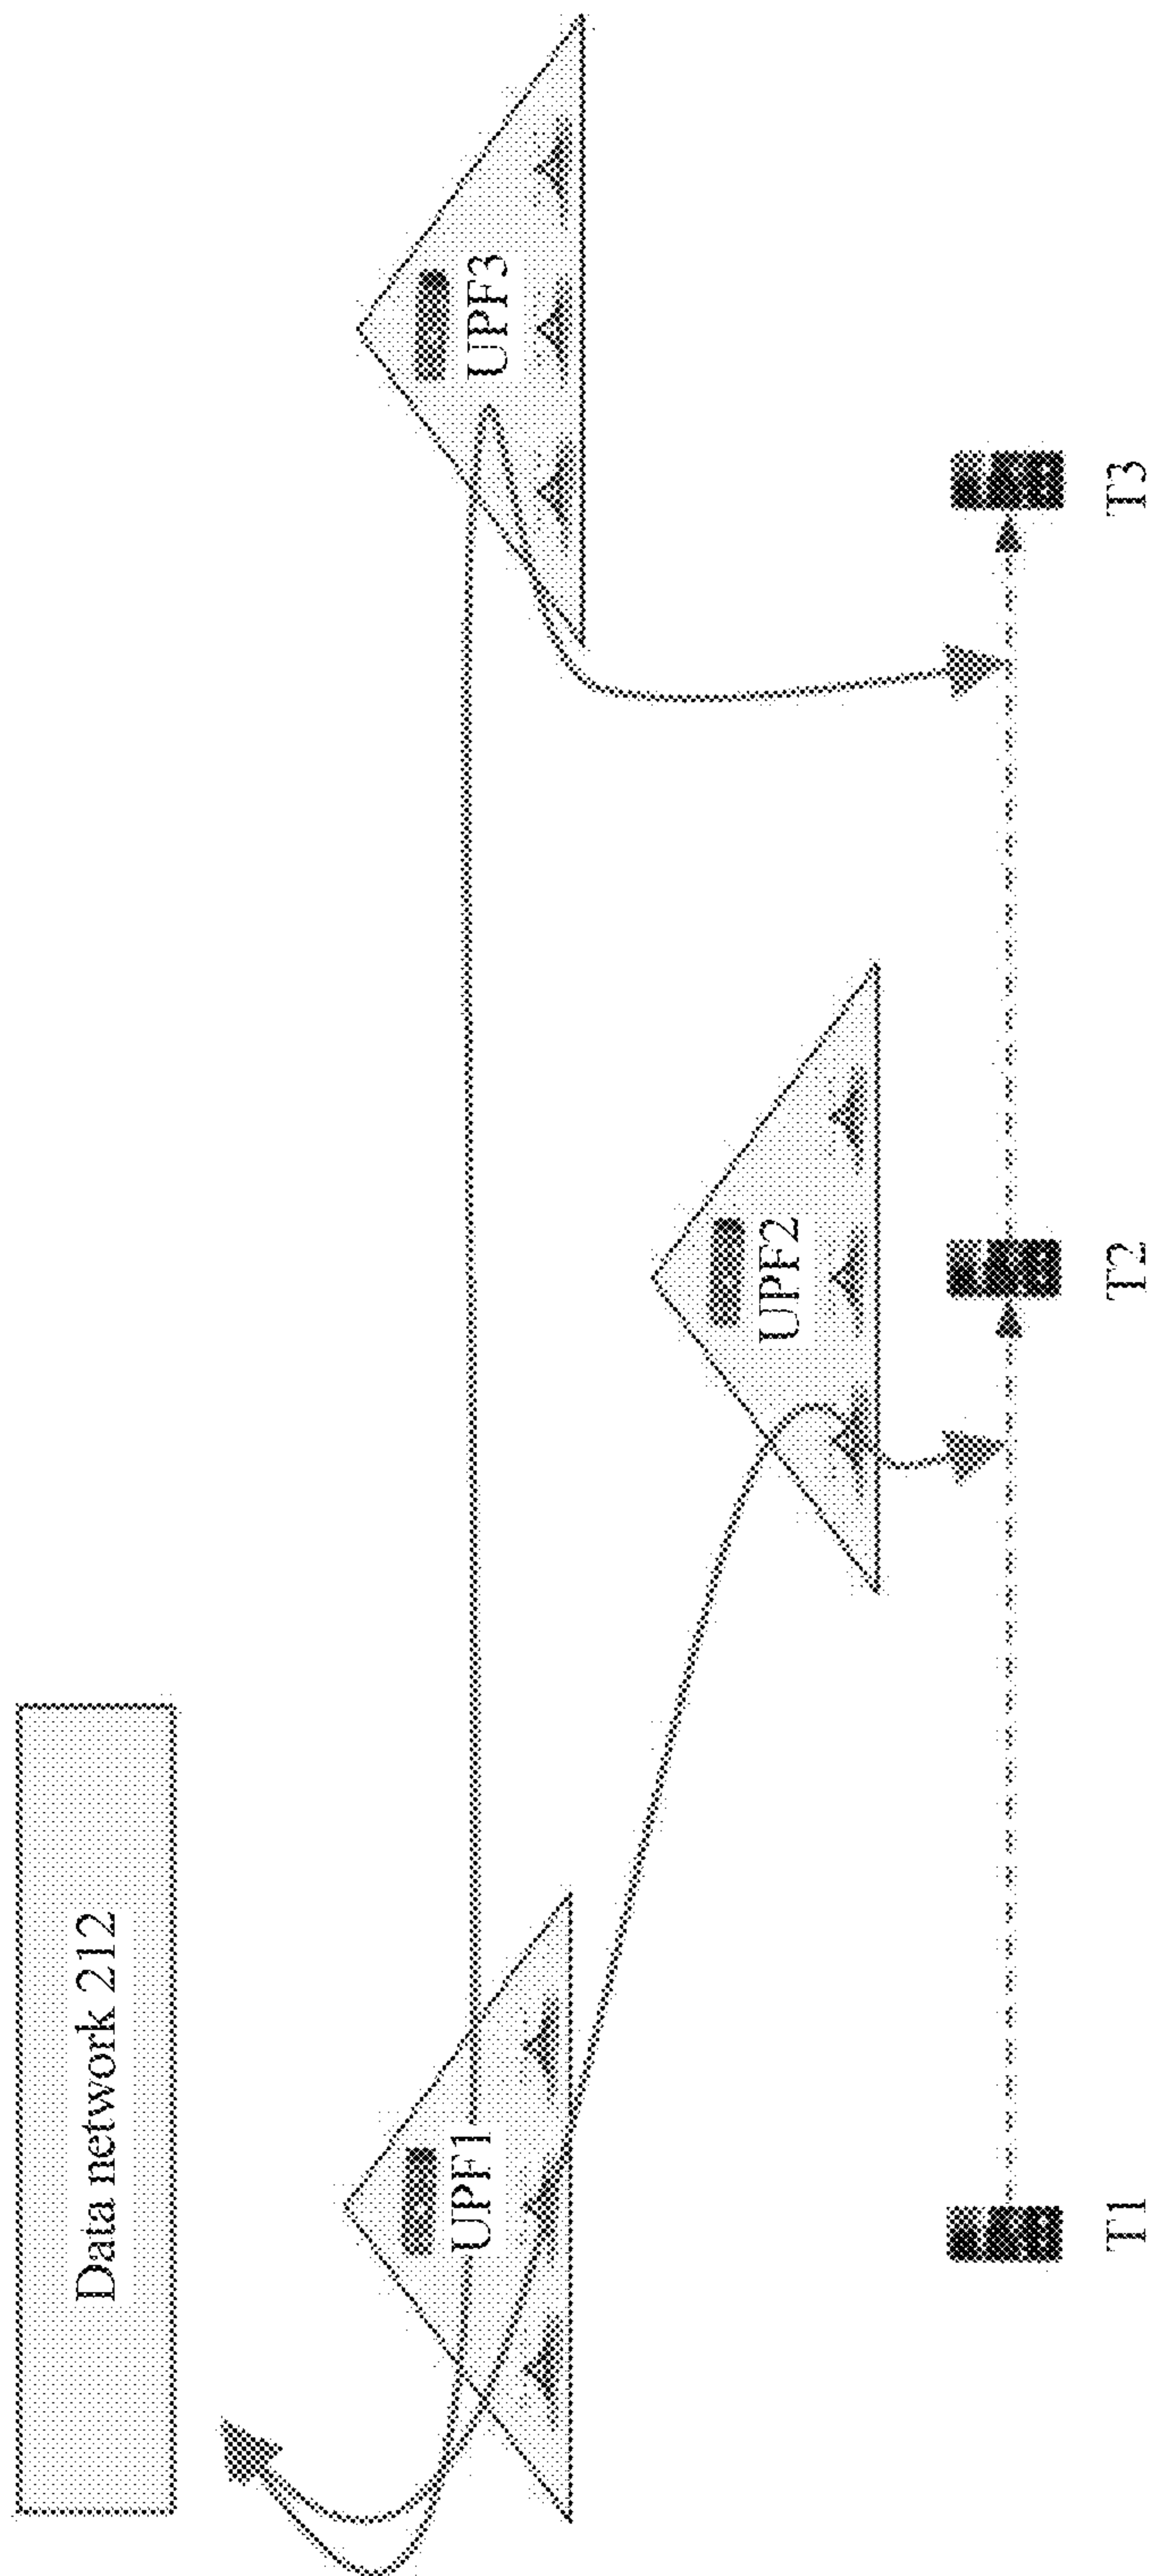 Data network 212
UPF1
UPF2
UPF3
T1
T2
T3